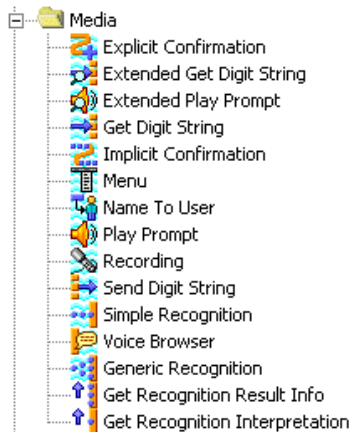 Media
Explicit Confirmation
Extended Get Digit String
Extended Play Prompt
Get Digit String
Implicit Confirmation
Menu
Name To User
Play Prompt
Recording
Send Digit String
Simple Recognition
Voice Browser
Generic Recognition
Get Recognition Result Info
Get Recognition Interpretation